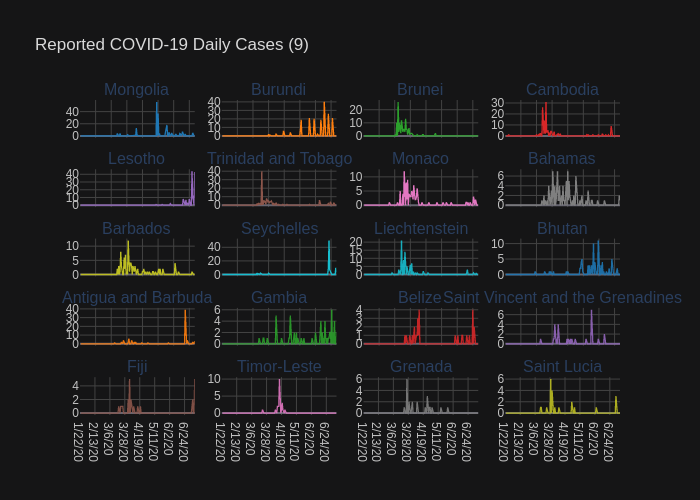 Reported COVID-19 Daily Cases (9)
Mongolia Burundi Brunei Cambodia
40 20 0
40 30 20 10 0
20 10 0
30 20 10 0
Lesotho Trinidad and Tobago Monaco Bahamas
40 30 20 10 0
40 30 20 10 0
10 5 0
6 4 2 0
Barbados Seychelles Liechtenstein Bhutan
10 5 0
40 20 0
20 15 10 5 0
10 5 0
Antigua and Barbuda Gambia Belize Saint Vincent and the Grenadines
40 30 20 10 0
6 4 2 0
4 3 2 1 0
6 4 2 0
Fiji Timor-Leste Grenada Saint Lucia
4 2 0
10 5 0
6 4 2 0
6 4 2 0
1/22/20 2/13/20 3/6/20 3/28/20 4/19/20 5/11/20 6/2/20 6/24/20
1/22/20 2/13/20 3/6/20 3/28/20 4/19/20 5/11/20 6/2/20 6/24/20
1/22/20 2/13/20 3/6/20 3/28/20 4/19/20 5/11/20 6/2/20 6/24/20
1/22/20 2/13/20 3/6/20 3/28/20 4/19/20 5/11/20 6/2/20 6/24/20